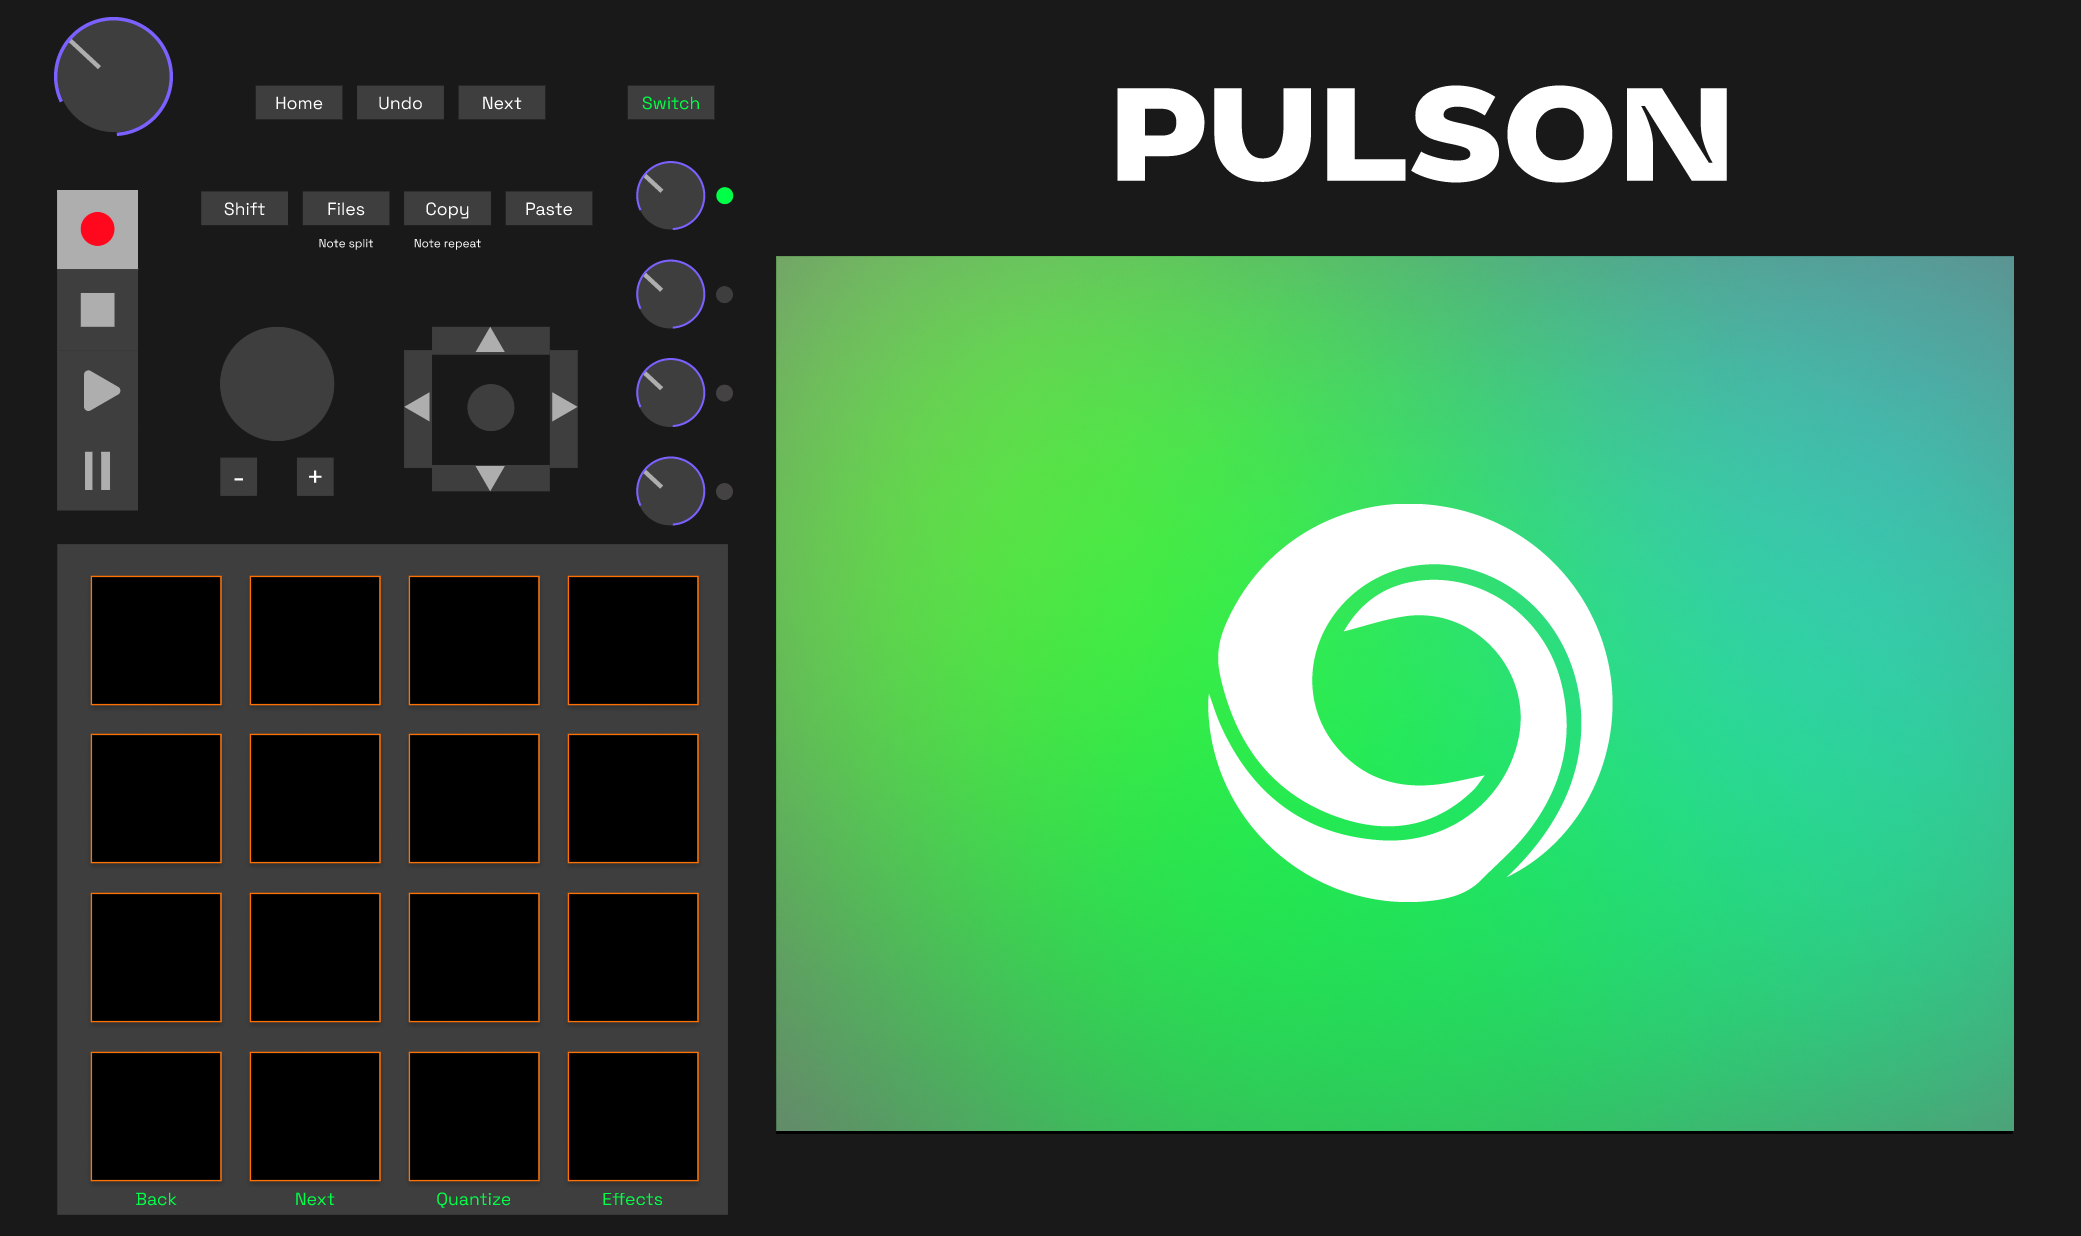 PULSON
Home Undo Next Switch
Shift Files Copy Paste
Note split Note repeat
- +
Back Next Quantize Effects